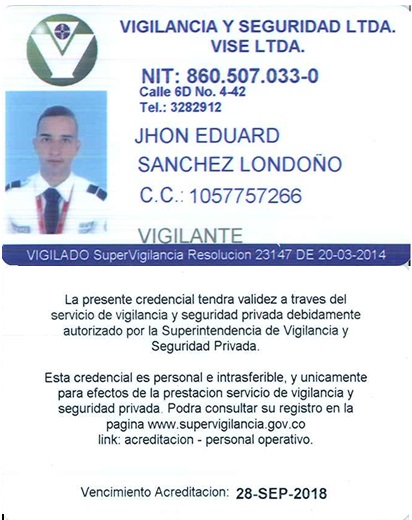 VIGILANCIA Y SEGURIDAD LTDA.
VISE LTDA.
NIT: 860.507.033-0
Calle 6D No. 4-42
Tel.: 3282912
JHON EDUARD
SANCHEZ LONDOÑO
C.C.: 1057757266
VIGILANTE
VIGILADO SuperVigilancia Resolucion 23147 DE 20-03-2014
La presente credencial tendra validez a traves del
servicio de vigilancia y seguridad privada debidamente
autorizado por la Superintendencia de Vigilancia y
Seguridad Privada.
Esta credencial es personal e intrasferible, y unicamente
para efectos de la prestacion servicio de vigilancia y
seguridad privada. Podra consultar su registro en la
pagina www.supervigilancia.gov.co
link: acreditacion - personal operativo.
Vencimiento Acreditacion: 28-SEP-2018